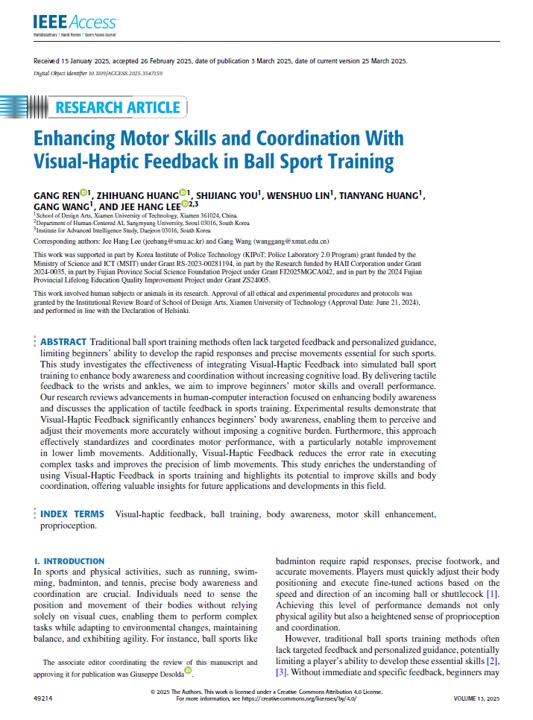 IEEE Access
Multidisciplinary | Rapid Review | Open Access Journal
Received 15 January 2025, accepted 26 February 2025, date of publication 3 March 2025, date of current version 25 March 2025.
Digital Object Identifier 10.1109/ACCESS.2025.3547159
RESEARCH ARTICLE
Enhancing Motor Skills and Coordination With
Visual-Haptic Feedback in Ball Sport Training
GANG REN 1, ZHIHUANG HUANG 1, SHIJIANG YOU1, WENSHUO LIN1, TIANYANG HUANG1,
GANG WANG1, AND JEE HANG LEE 2,3
1School of Design Arts, Xiamen University of Technology, Xiamen 361024, China
2Department of Human-Centered AI, Sangmyung University, Seoul 03016, South Korea
3Institute for Advanced Intelligence Study, Daejeon 03016, South Korea
Corresponding authors: Jee Hang Lee (jeehang@smu.ac.kr) and Gang Wang (wanggang@xmut.edu.cn)
This work was supported in part by Korea Institute of Police Technology (KIPoT; Police Laboratory 2.0 Program) grant funded by the
Ministry of Science and ICT (MSIT) under Grant RS-2023-00281194, in part by the Research funded by HAII Corporation under Grant
2024-0035, in part by Fujian Province Social Science Foundation Project under Grant FJ2025MGCA042, and in part by the 2024 Fujian
Provincial Lifelong Education Quality Improvement Project under Grant ZS24005.
This work involved human subjects or animals in its research. Approval of all ethical and experimental procedures and protocols was
granted by the Institutional Review Board of School of Design Arts, Xiamen University of Technology (Approval Date: June 21, 2024),
and performed in line with the Declaration of Helsinki.
ABSTRACT Traditional ball sport training methods often lack targeted feedback and personalized guidance,
limiting beginners' ability to develop the rapid responses and precise movements essential for such sports.
This study investigates the effectiveness of integrating Visual-Haptic Feedback into simulated ball sport
training to enhance body awareness and coordination without increasing cognitive load. By delivering tactile
feedback to the wrists and ankles, we aim to improve beginners' motor skills and overall performance.
Our research reviews advancements in human-computer interaction focused on enhancing bodily awareness
and discusses the application of tactile feedback in sports training. Experimental results demonstrate that
Visual-Haptic Feedback significantly enhances beginners' body awareness, enabling them to perceive and
adjust their movements more accurately without imposing a cognitive burden. Furthermore, this approach
effectively standardizes and coordinates motor performance, with a particularly notable improvement
in lower limb movements. Additionally, Visual-Haptic Feedback reduces the error rate in executing
complex tasks and improves the precision of limb movements. This study enriches the understanding of
using Visual-Haptic Feedback in sports training and highlights its potential to improve skills and body
coordination, offering valuable insights for future applications and developments in this field.
INDEX TERMS Visual-haptic feedback, ball training, body awareness, motor skill enhancement,
proprioception.
I. INTRODUCTION
In sports and physical activities, such as running, swim-
ming, badminton, and tennis, precise body awareness and
coordination are crucial. Individuals need to sense the
position and movement of their bodies without relying
solely on visual cues, enabling them to perform complex
tasks while adapting to environmental changes, maintaining
balance, and exhibiting agility. For instance, ball sports like
The associate editor coordinating the review of this manuscript and
approving it for publication was Giuseppe Desolda .
badminton require rapid responses, precise footwork, and
accurate movements. Players must quickly adjust their body
positioning and execute fine-tuned actions based on the
speed and direction of an incoming ball or shuttlecock [1].
Achieving this level of performance demands not only
physical agility but also a heightened sense of proprioception
and coordination.
However, traditional ball sports training methods often
lack targeted feedback and personalized guidance, potentially
limiting a player's ability to develop these essential skills [2],
[3]. Without immediate and specific feedback, beginners may
© 2025 The Authors. This work is licensed under a Creative Commons Attribution 4.0 License.
49214
For more information, see https://creativecommons.org/licenses/by/4.0/
VOLUME 13, 2025